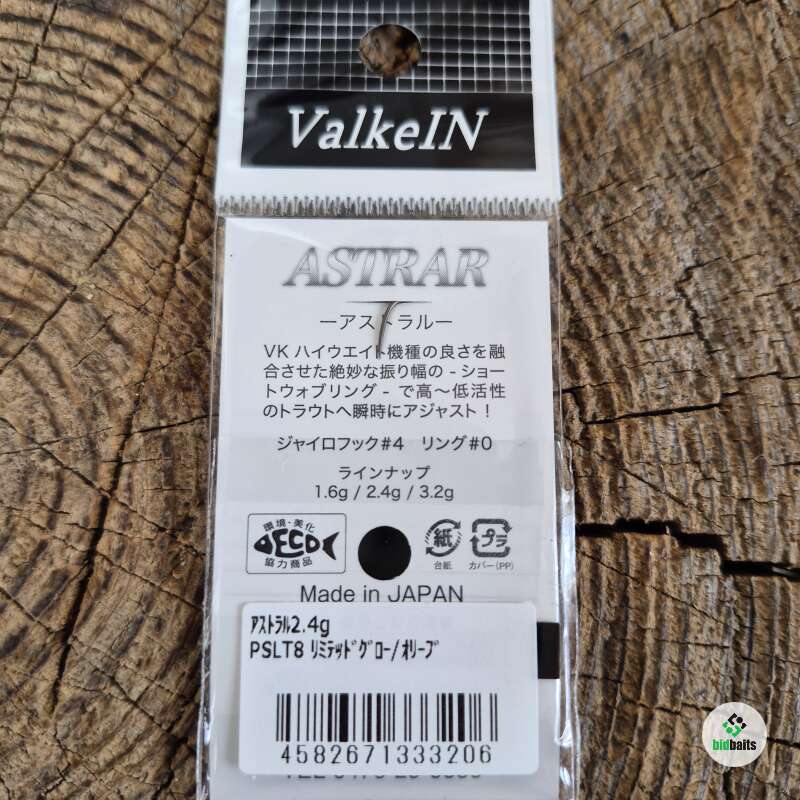 ValkeIN
ASTRAR
ーアストラルー
VK ハイウエイト機種の良さを融
合させた絶妙な振り幅の - ショー
トウォブリング - で高〜低活性
のトラウトへ瞬時にアジャスト！
ジャイロフック#4 リング#0
ラインナップ
1.6g / 2.4g / 3.2g
環境・美化
ECO
協力商品
紙
台紙
プラ
カバー(PP)
Made in JAPAN
ｱｽﾄﾗﾙ2.4g
PSLT8 ﾘﾐﾃｯﾄﾞｸﾞﾛｰ/ｵﾘｰﾌﾞ
4582671333206
bidbaits